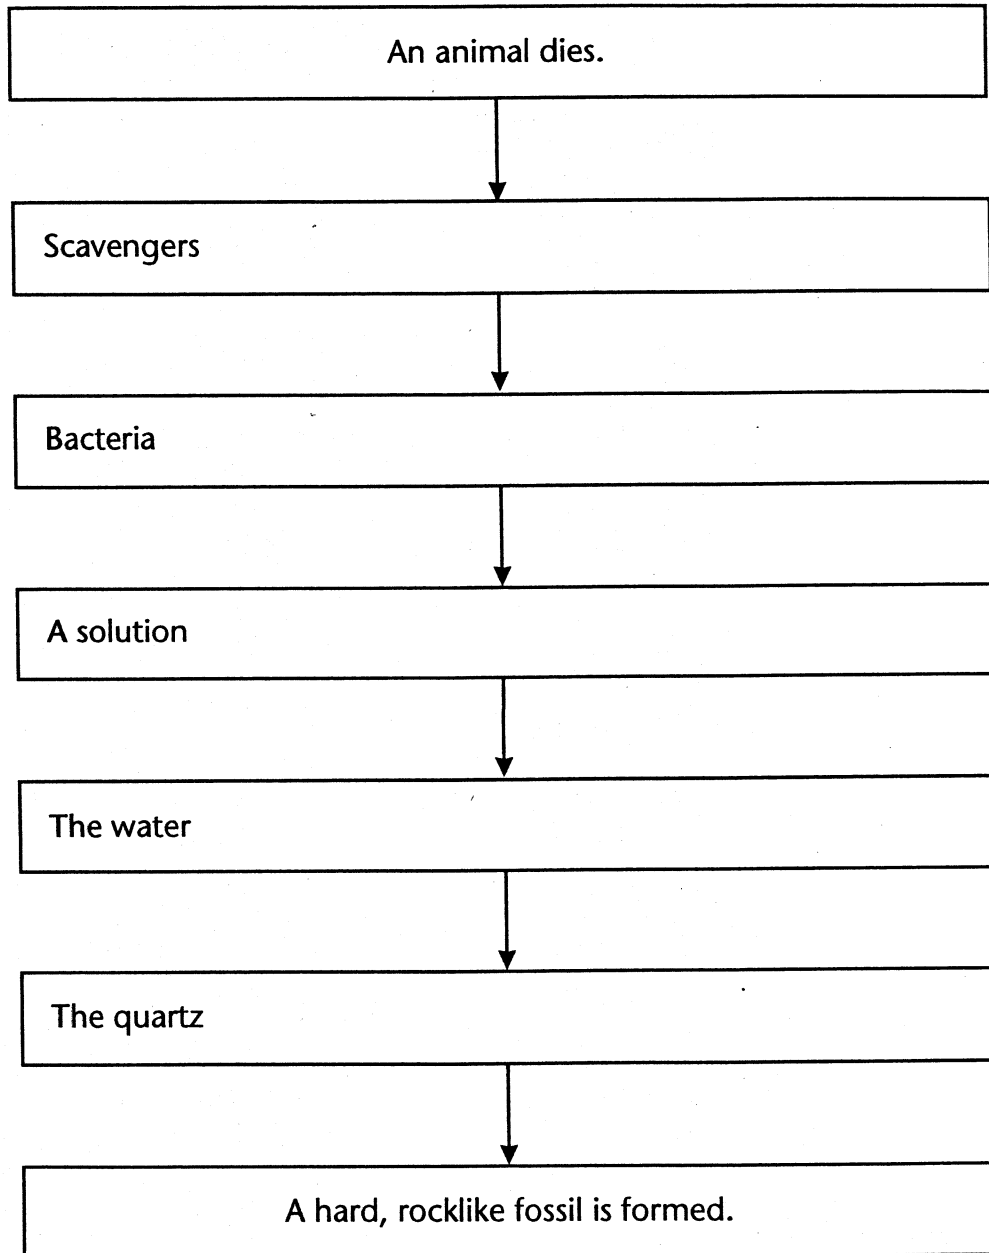 An animal dies.
Scavengers
Bacteria
A solution
The water
The quartz
A hard, rocklike fossil is formed.